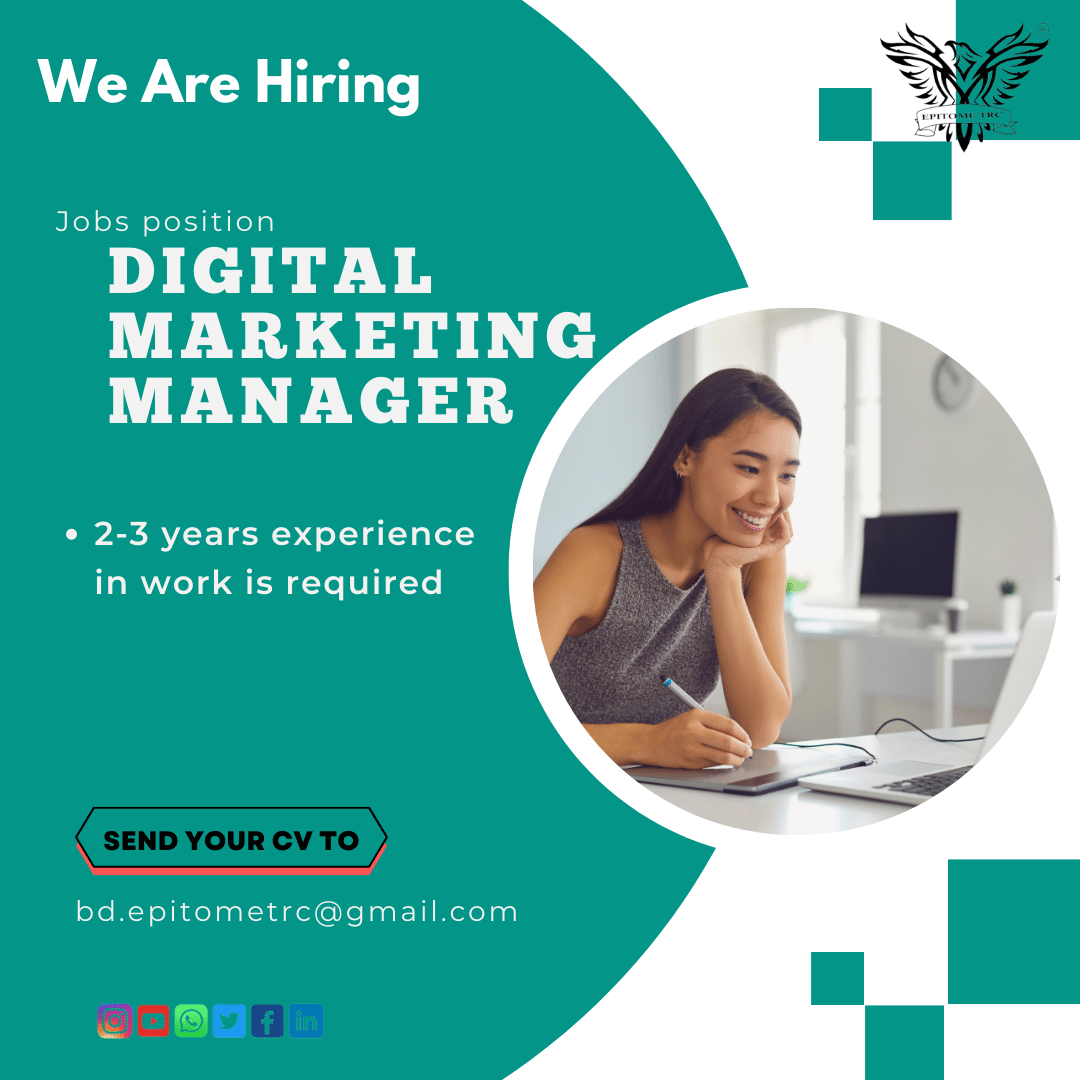 We Are Hiring
EPITOME TRC
Jobs position
DIGITAL
MARKETING
MANAGER
• 2-3 years experience
in work is required
SEND YOUR CV TO
bd.epitometrc@gmail.com